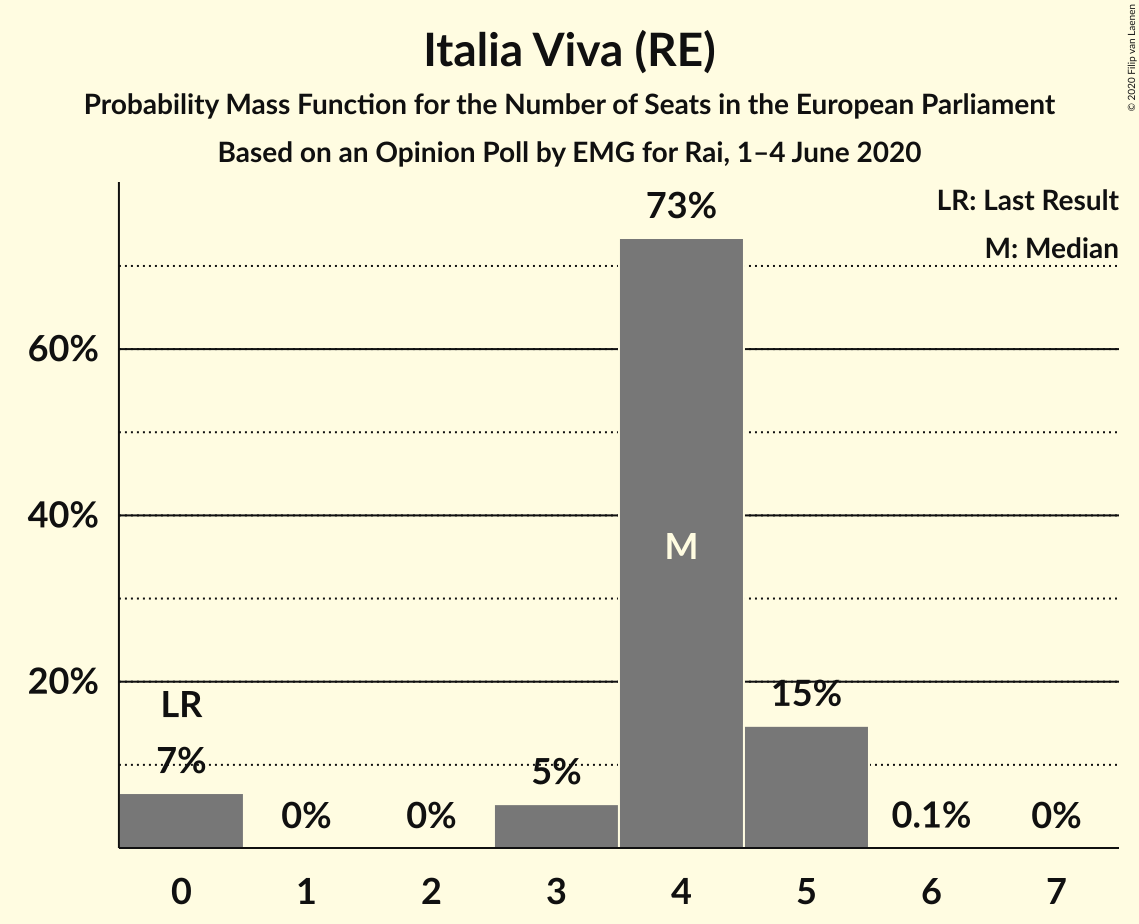 Italia Viva (RE)
Probability Mass Function for the Number of Seats in the European Parliament
Based on an Opinion Poll by EMG for Rai, 1–4 June 2020
© 2020 Filip van Laenen
LR: Last Result
M: Median
73%
60%
40%
20%
M
LR
7%
0%
0%
5%
15%
0.1%
0%
0 1 2 3 4 5 6 7